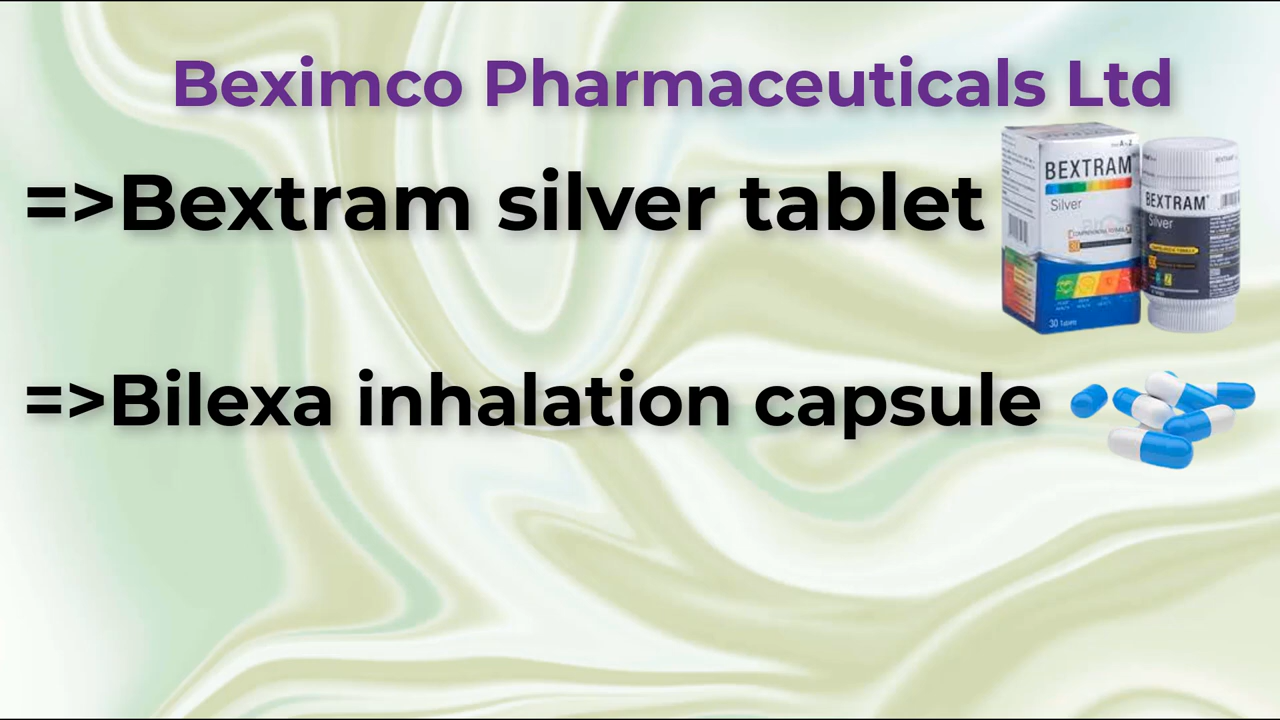 Beximco Pharmaceuticals Ltd
=>Bextram silver tablet
BEXTRAM
Silver
30 Tablets
BEXTRAM
Silver
=>Bilexa inhalation capsule